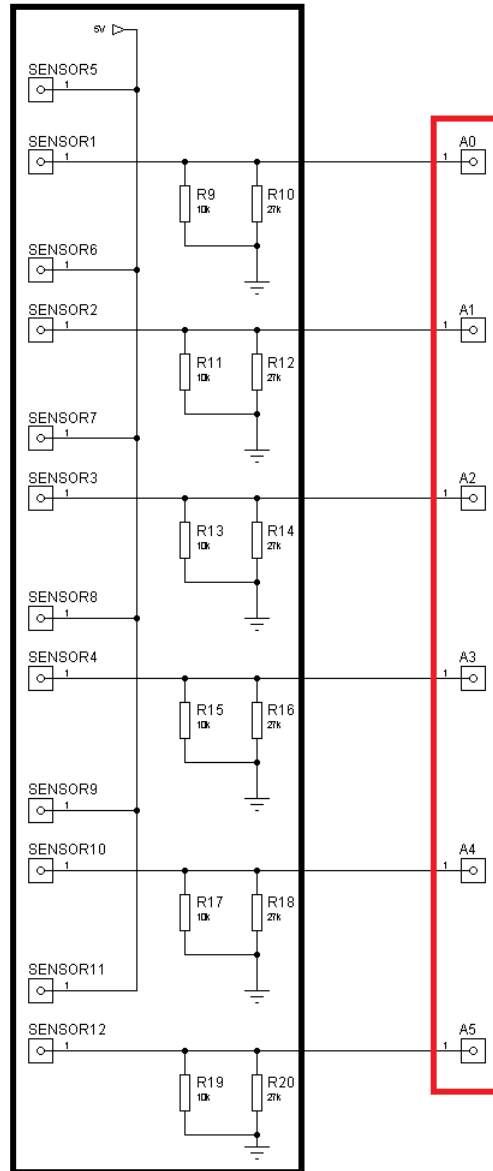 5V
SENSOR5
1
SENSOR1
1
A0
1
R9
10k
R10
27k
SENSOR6
1
SENSOR2
1
A1
1
R11
10k
R12
27k
SENSOR7
1
SENSOR3
1
A2
1
R13
10k
R14
27k
SENSOR8
1
SENSOR4
1
A3
1
R15
10k
R16
27k
SENSOR9
1
SENSOR10
1
A4
1
R17
10k
R18
27k
SENSOR11
1
SENSOR12
1
A5
1
R19
10k
R20
27k